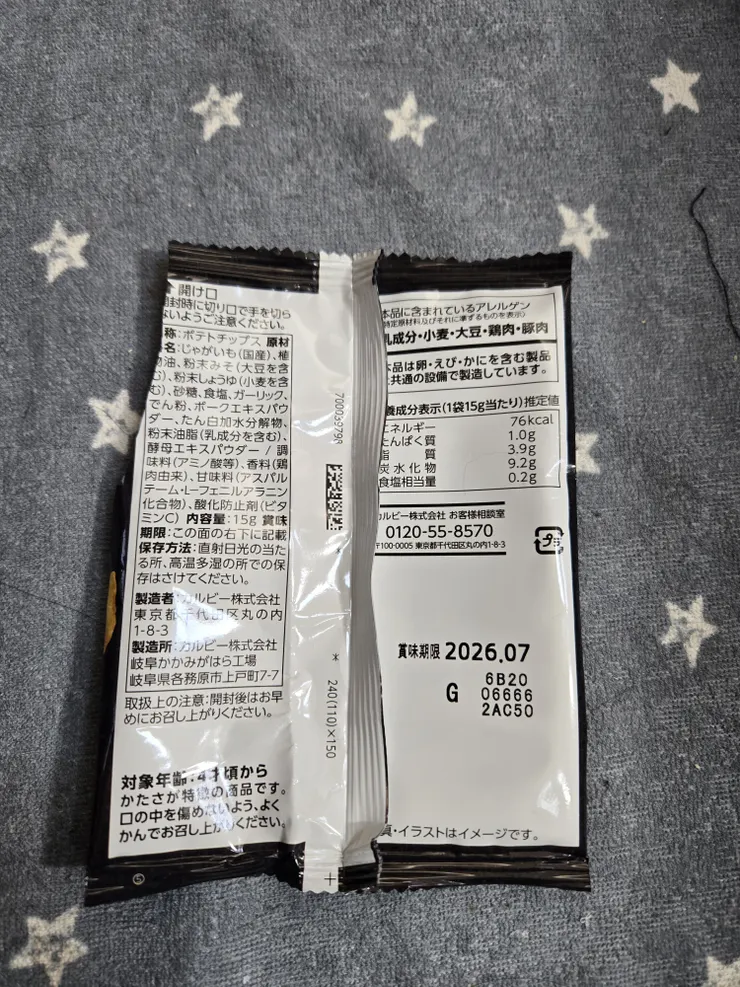 開け口
封時に切り口で手を切ら
ないようご注意ください。
称:ポテトチップス 原材
名:じゃがいも(国産)、植
油、粉末みそ(大豆を含
む)、粉末しょうゆ(小麦を含
む)、砂糖、食塩、ガーリック、
でん粉、ポークエキスパウ
ダー、たん白加水分解物、
粉末油脂(乳成分を含む)、
酵母エキスパウダー / 調
味料(アミノ酸等)、香料(鶏
肉由来)、甘味料(アスパル
テーム・L-フェニルアラニン
化合物)、酸化防止剤(ビタ
ミンC) 内容量:15g 賞味
期限:この面の右下に記載
保存方法:直射日光の当た
る所、高温多湿の所での保
存はさけてください。
製造者:カルビー株式会社
東京都千代田区丸の内
1-8-3
製造所:カルビー株式会社
岐阜かかみがはら工場
岐阜県各務原市上戸町7-7
取扱上の注意:開封後はお早
めにお召し上がりください。
対象年齢:4才頃から
かたさが特徴の商品です。
口の中を傷めないよう、よく
かんでお召し上がりください。
* 240(110)×150
本品に含まれているアレルゲン
(特定原材料及びそれに準ずるものを表示)
乳成分・小麦・大豆・鶏肉・豚肉
本品は卵・えび・かにを含む製品
共通の設備で製造しています。
養成分表示(1袋15g当たり)推定値
エネルギー 76kcal
たんぱく質 1.0g
脂質 3.9g
炭水化物 9.2g
食塩相当量 0.2g
カルビー株式会社 お客様相談室
0120-55-8570
〒100-0005 東京都千代田区丸の内1-8-3
プラ
賞味期限 2026.07
G 6B20
06666
2AC50
真・イラストはイメージです。